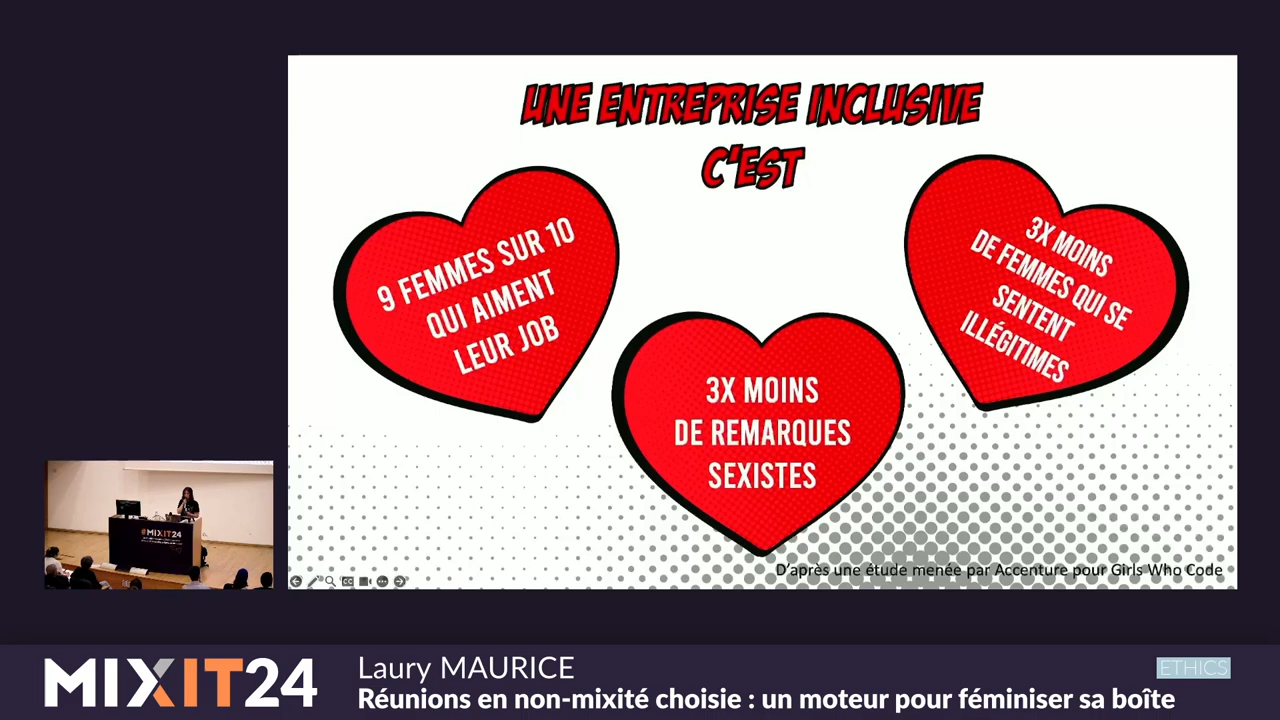 UNE ENTREPRISE INCLUSIVE
C'EST
9 FEMMES SUR 10
QUI AIMENT
LEUR JOB
3X MOINS
DE REMARQUES
SEXISTES
3X MOINS
DE FEMMES QUI SE
SENTENT
ILLÉGITIMES
D'après une étude menée par Accenture pour Girls Who Code
CC
#MIXIT24
MIXIT24
Laury MAURICE
ETHICS
Réunions en non-mixité choisie : un moteur pour féminiser sa boîte